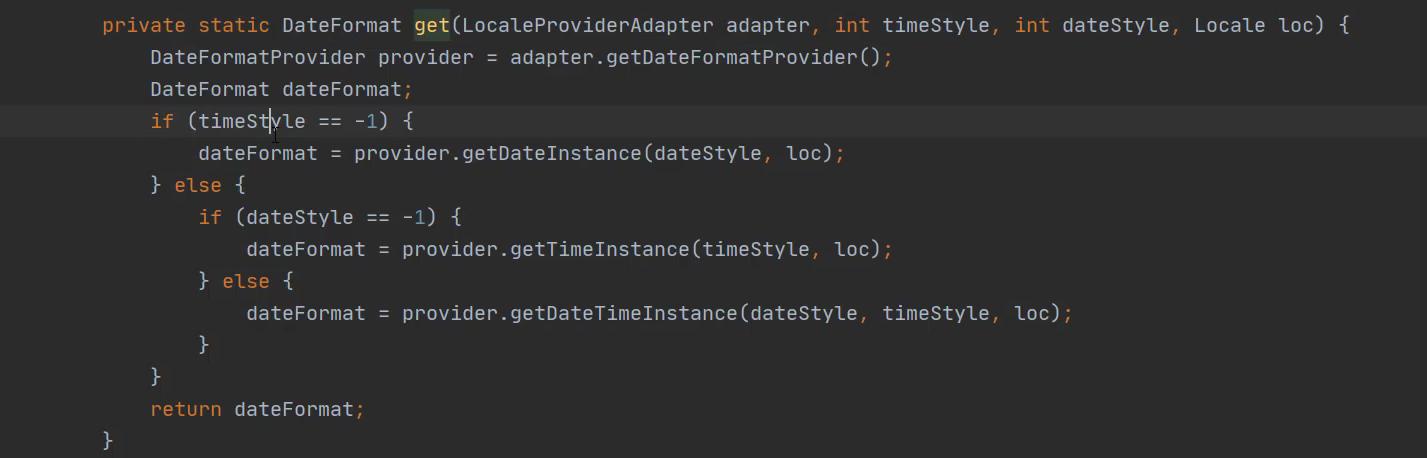 private static DateFormat get(LocaleProviderAdapter adapter, int timeStyle, int dateStyle, Locale loc) {
DateFormatProvider provider = adapter.getDateFormatProvider();
DateFormat dateFormat;
if (timeStyle == -1) {
dateFormat = provider.getDateInstance(dateStyle, loc);
} else {
if (dateStyle == -1) {
dateFormat = provider.getTimeInstance(timeStyle, loc);
} else {
dateFormat = provider.getDateTimeInstance(dateStyle, timeStyle, loc);
}
}
return dateFormat;
}